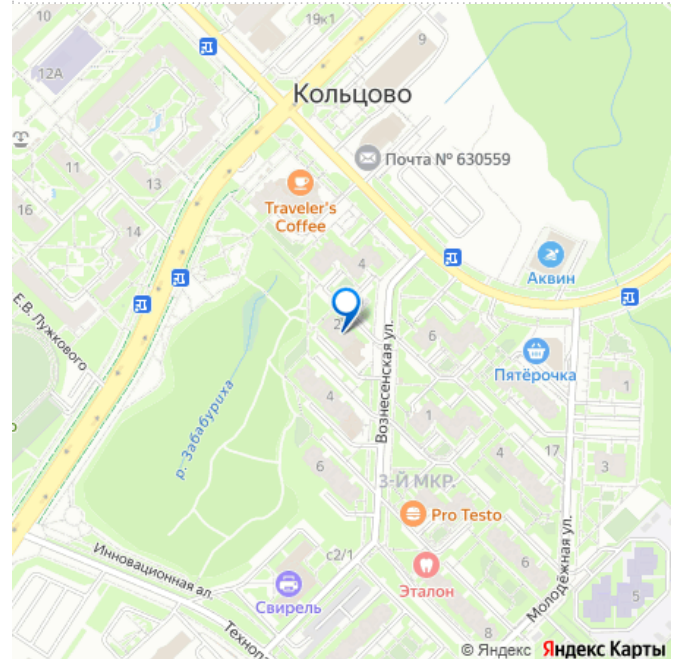 10
19к1
9
12А
Кольцово
Почта № 630559
11
13
Traveler's
Coffee
16
14
4
Аквин
Е.В. Лужкового
2
6
Пятёрочка
р. Забабуриха
Вознесенская ул.
1
4
1
4
17
3
6
3-Й МКР.
Pro Testo
с2/1
Инновационная ал.
Эталон
6
Молодёжная ул.
Свирель
5
Технопа
8
© Яндекс Яндекс Карты